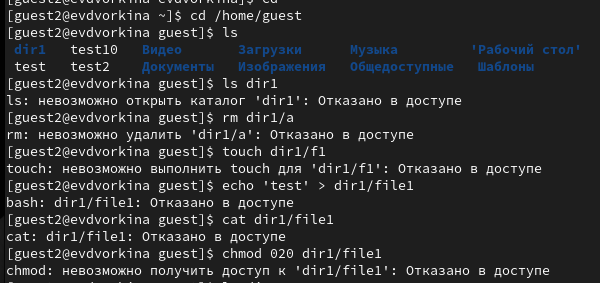 [guest2@evdvorkina ~]$ cd /home/guest
[guest2@evdvorkina guest]$ ls
dir1 test10 Видео Загрузки Музыка 'Рабочий стол'
test test2 Документы Изображения Общедоступные Шаблоны
[guest2@evdvorkina guest]$ ls dir1
ls: невозможно открыть каталог 'dir1': Отказано в доступе
[guest2@evdvorkina guest]$ rm dir1/a
rm: невозможно удалить 'dir1/a': Отказано в доступе
[guest2@evdvorkina guest]$ touch dir1/f1
touch: невозможно выполнить touch для 'dir1/f1': Отказано в доступе
[guest2@evdvorkina guest]$ echo 'test' > dir1/file1
bash: dir1/file1: Отказано в доступе
[guest2@evdvorkina guest]$ cat dir1/file1
cat: dir1/file1: Отказано в доступе
[guest2@evdvorkina guest]$ chmod 020 dir1/file1
chmod: невозможно получить доступ к 'dir1/file1': Отказано в доступе